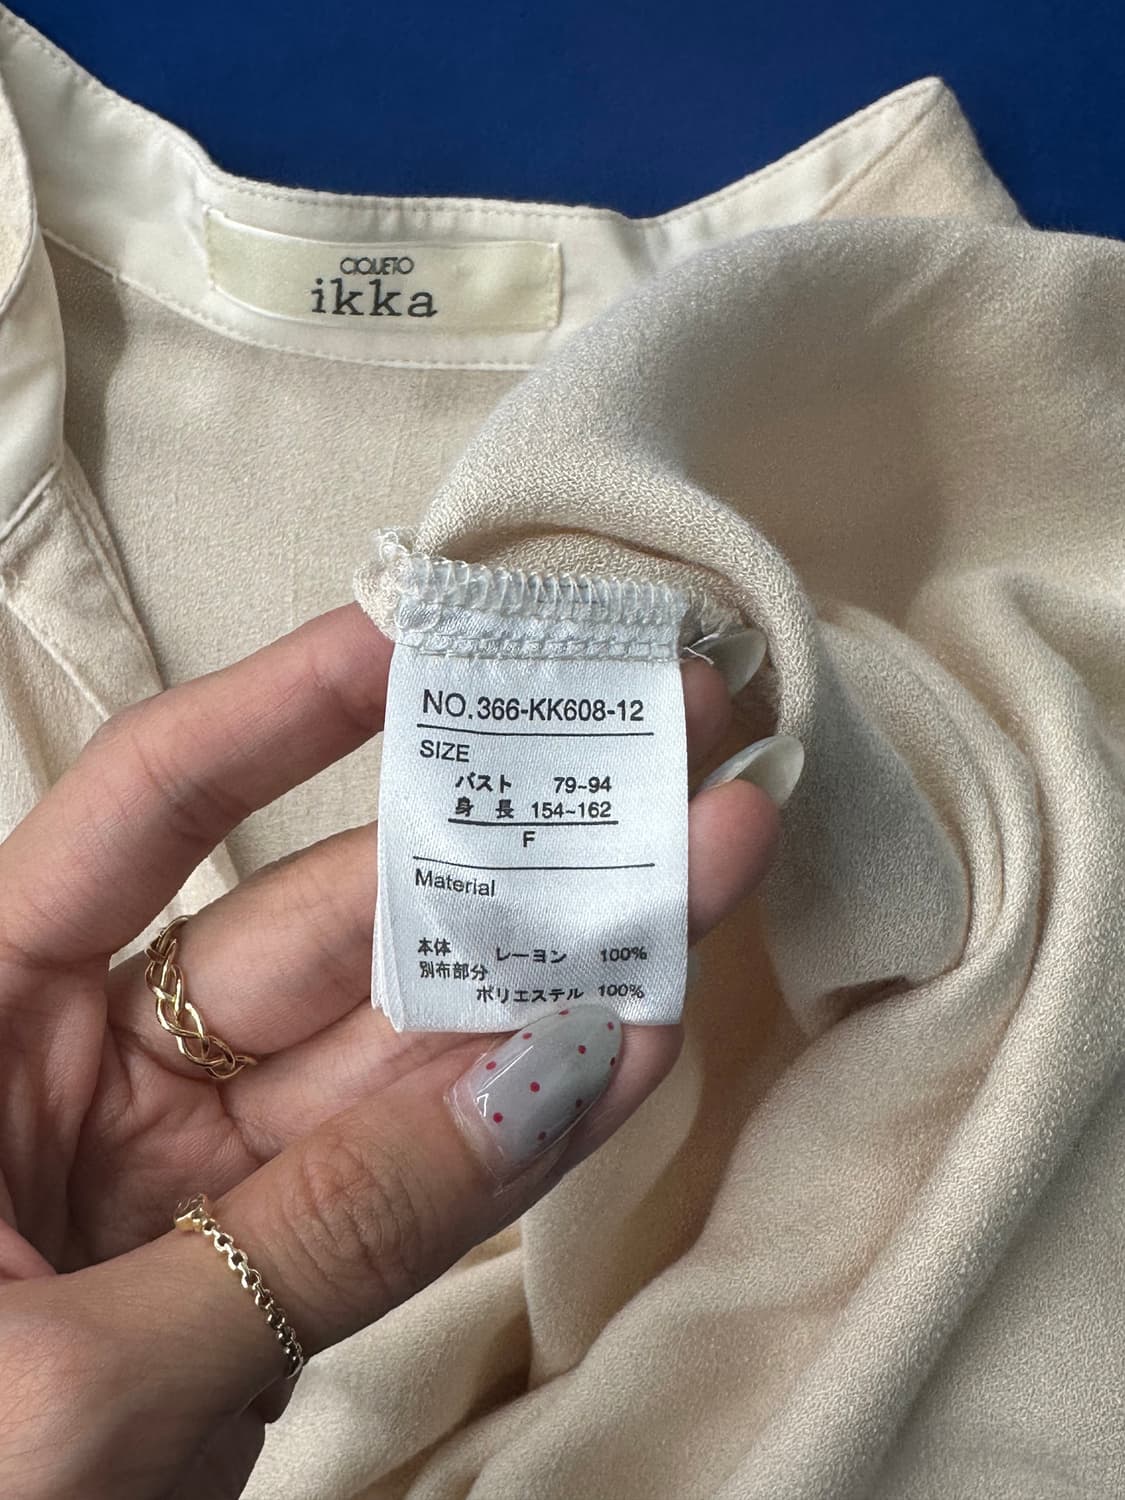 CIQUETO
ikka
NO.366-KK608-12
SIZE
バスト 79~94
身 長 154~162
F
Material
本体 レーヨン 100%
別布部分
ポリエステル 100%